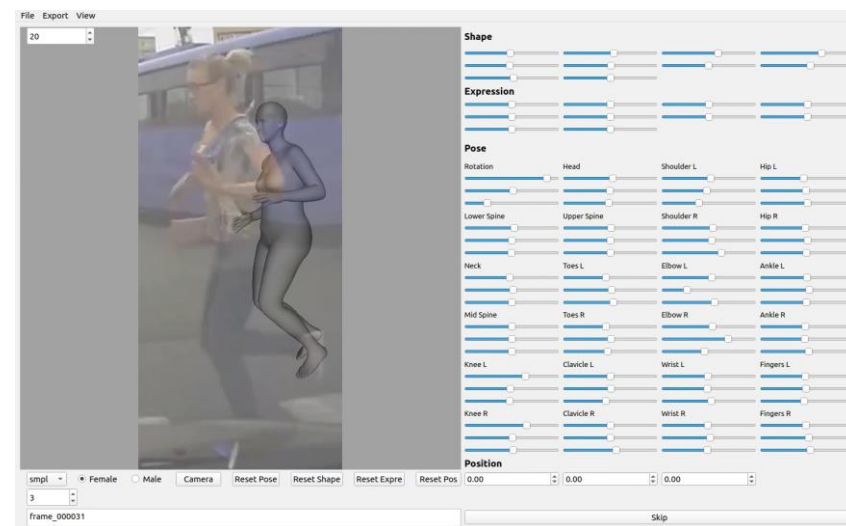 File Export View
20
Shape
Expression
Pose
Rotation Head Shoulder L Hip L
Lower Spine Upper Spine Shoulder R Hip R
Neck Toes L Elbow L Ankle L
Mid Spine Toes R Elbow R Ankle R
Knee L Clavicle L Wrist L Fingers L
Knee R Clavicle R Wrist R Fingers R
Position
smpl Female Male Camera Reset Pose Reset Shape Reset Expre Reset Pos 0.00 0.00 0.00
3
frame_000031 Skip